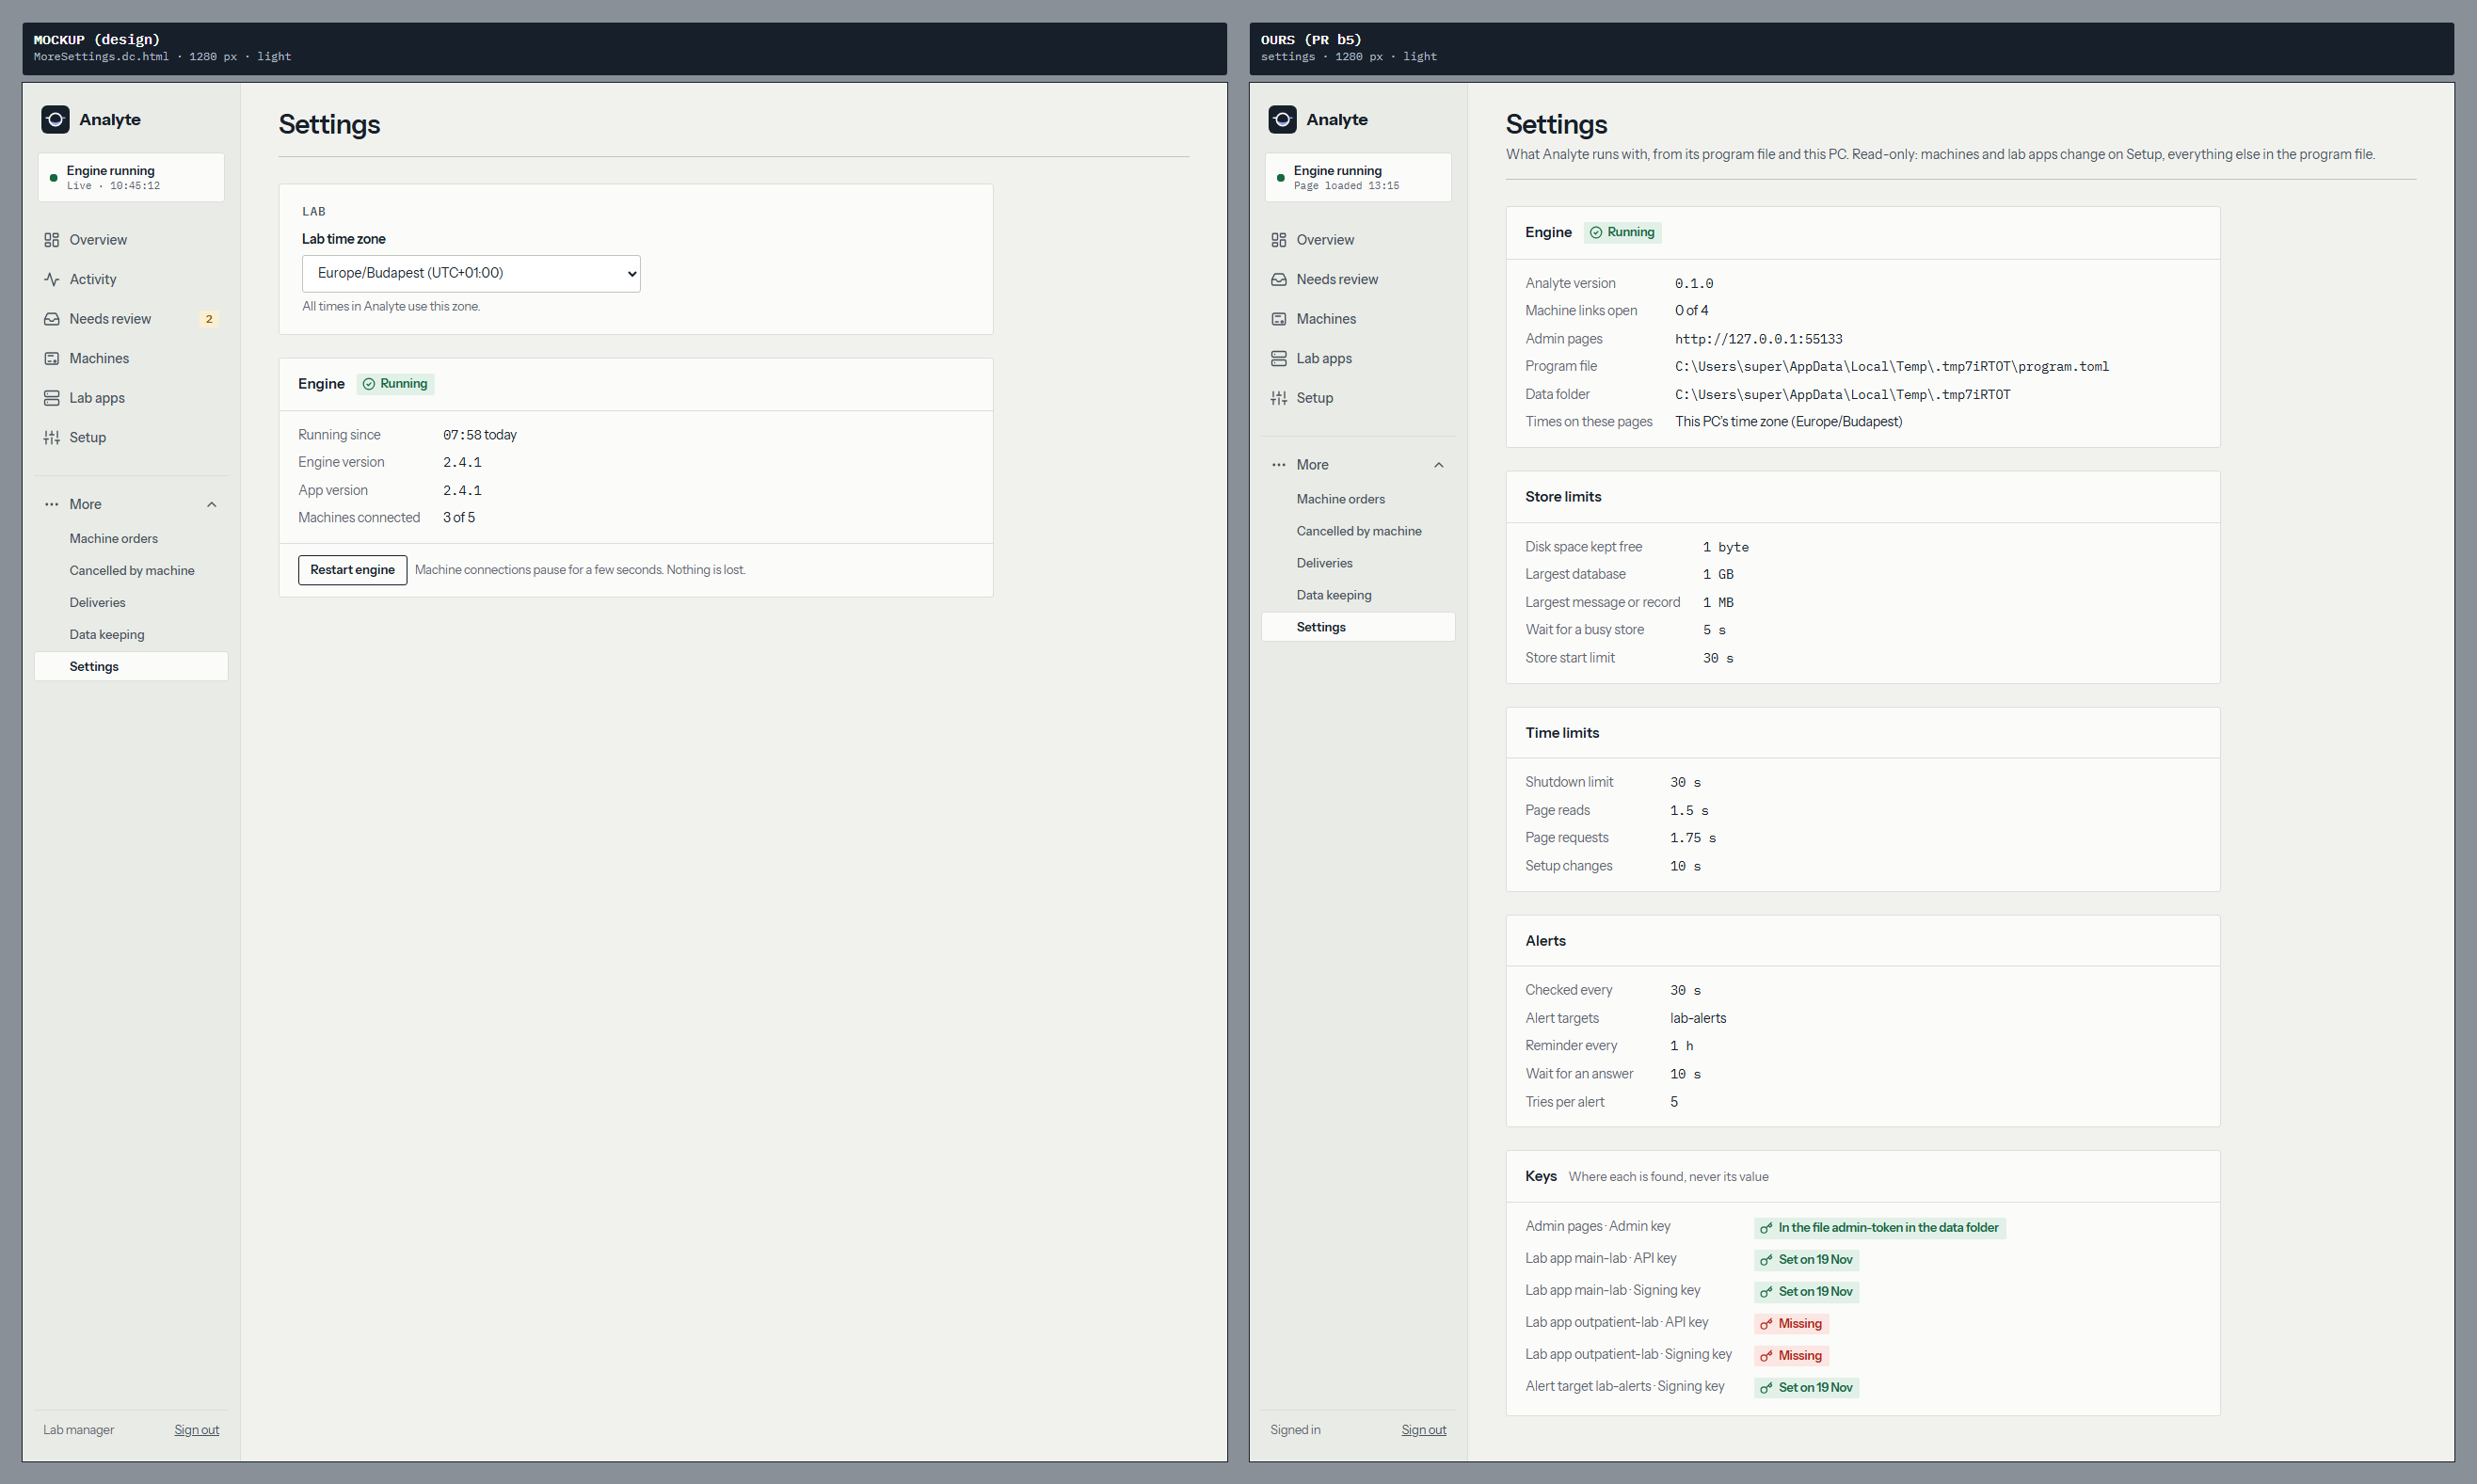 MOCKUP (design)
MoreSettings.dc.html · 1280 px · light
Analyte
Engine running
Live · 10:45:12
Overview
Activity
Needs review 2
Machines
Lab apps
Setup
More
Machine orders
Cancelled by machine
Deliveries
Data keeping
Settings
Lab manager Sign out
Settings
LAB
Lab time zone
Europe/Budapest (UTC+01:00)
All times in Analyte use this zone.
Engine Running
Running since 07:58 today
Engine version 2.4.1
App version 2.4.1
Machines connected 3 of 5
Restart engine Machine connections pause for a few seconds. Nothing is lost.
OURS (PR b5)
settings · 1280 px · light
Analyte
Engine running
Page loaded 13:15
Overview
Needs review
Machines
Lab apps
Setup
More
Machine orders
Cancelled by machine
Deliveries
Data keeping
Settings
Signed in Sign out
Settings
What Analyte runs with, from its program file and this PC. Read-only: machines and lab apps change on Setup, everything else in the program file.
Engine Running
Analyte version 0.1.0
Machine links open 0 of 4
Admin pages http://127.0.0.1:55133
Program file C:\Users\super\AppData\Local\Temp\.tmp7iRTOT\program.toml
Data folder C:\Users\super\AppData\Local\Temp\.tmp7iRTOT
Times on these pages This PC's time zone (Europe/Budapest)
Store limits
Disk space kept free 1 byte
Largest database 1 GB
Largest message or record 1 MB
Wait for a busy store 5 s
Store start limit 30 s
Time limits
Shutdown limit 30 s
Page reads 1.5 s
Page requests 1.75 s
Setup changes 10 s
Alerts
Checked every 30 s
Alert targets lab-alerts
Reminder every 1 h
Wait for an answer 10 s
Tries per alert 5
Keys Where each is found, never its value
Admin pages · Admin key In the file admin-token in the data folder
Lab app main-lab · API key Set on 19 Nov
Lab app main-lab · Signing key Set on 19 Nov
Lab app outpatient-lab · API key Missing
Lab app outpatient-lab · Signing key Missing
Alert target lab-alerts · Signing key Set on 19 Nov